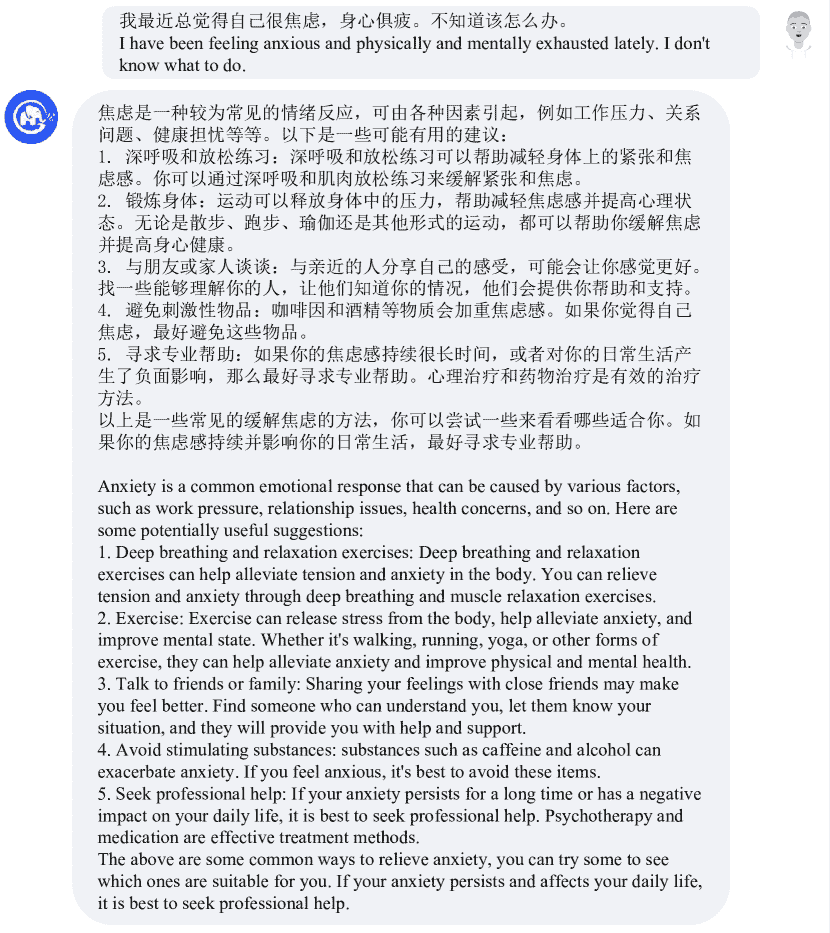 我最近总觉得自己很焦虑，身心俱疲。不知道该怎么办。
I have been feeling anxious and physically and mentally exhausted lately. I don't
know what to do.
焦虑是一种较为常见的情绪反应，可由各种因素引起，例如工作压力、关系
问题、健康担忧等等。以下是一些可能有用的建议：
1. 深呼吸和放松练习：深呼吸和放松练习可以帮助减轻身体上的紧张和焦
虑感。你可以通过深呼吸和肌肉放松练习来缓解紧张和焦虑。
2. 锻炼身体：运动可以释放身体中的压力，帮助减轻焦虑感并提高心理状
态。无论是散步、跑步、瑜伽还是其他形式的运动，都可以帮助你缓解焦虑
并提高身心健康。
3. 与朋友或家人谈谈：与亲近的人分享自己的感受，可能会让你感觉更好。
找一些能够理解你的人，让他们知道你的情况，他们会提供你帮助和支持。
4. 避免刺激性物品：咖啡因和酒精等物质会加重焦虑感。如果你觉得自己
焦虑，最好避免这些物品。
5. 寻求专业帮助：如果你的焦虑感持续很长时间，或者对你的日常生活产
生了负面影响，那么最好寻求专业帮助。心理治疗和药物治疗是有效的治疗
方法。
以上是一些常见的缓解焦虑的方法，你可以尝试一些来看看哪些适合你。如
果你的焦虑感持续并影响你的日常生活，最好寻求专业帮助。
Anxiety is a common emotional response that can be caused by various factors,
such as work pressure, relationship issues, health concerns, and so on. Here are
some potentially useful suggestions:
1. Deep breathing and relaxation exercises: Deep breathing and relaxation
exercises can help alleviate tension and anxiety in the body. You can relieve
tension and anxiety through deep breathing and muscle relaxation exercises.
2. Exercise: Exercise can release stress from the body, help alleviate anxiety, and
improve mental state. Whether it's walking, running, yoga, or other forms of
exercise, they can help alleviate anxiety and improve physical and mental health.
3. Talk to friends or family: Sharing your feelings with close friends may make
you feel better. Find someone who can understand you, let them know your
situation, and they will provide you with help and support.
4. Avoid stimulating substances: substances such as caffeine and alcohol can
exacerbate anxiety. If you feel anxious, it's best to avoid these items.
5. Seek professional help: If your anxiety persists for a long time or has a negative
impact on your daily life, it is best to seek professional help. Psychotherapy and
medication are effective treatment methods.
The above are some common ways to relieve anxiety, you can try some to see
which ones are suitable for you. If your anxiety persists and affects your daily life,
it is best to seek professional help.